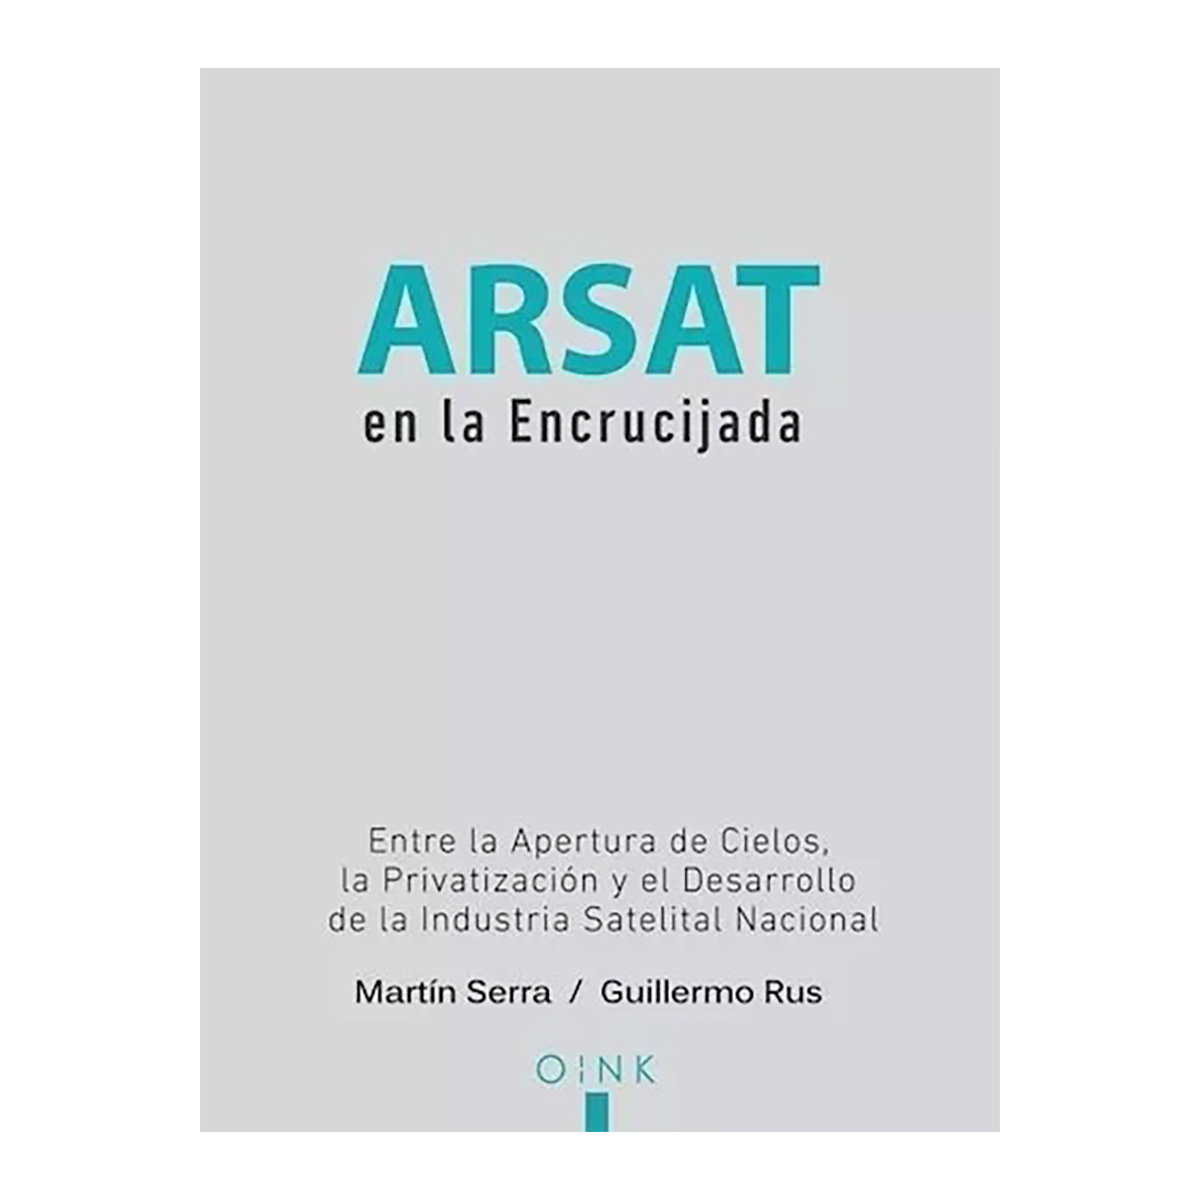 ARSAT
en la Encrucijada
Entre la Apertura de Cielos,
la Privatización y el Desarrollo
de la Industria Satelital Nacional
Martín Serra / Guillermo Rus
OINK